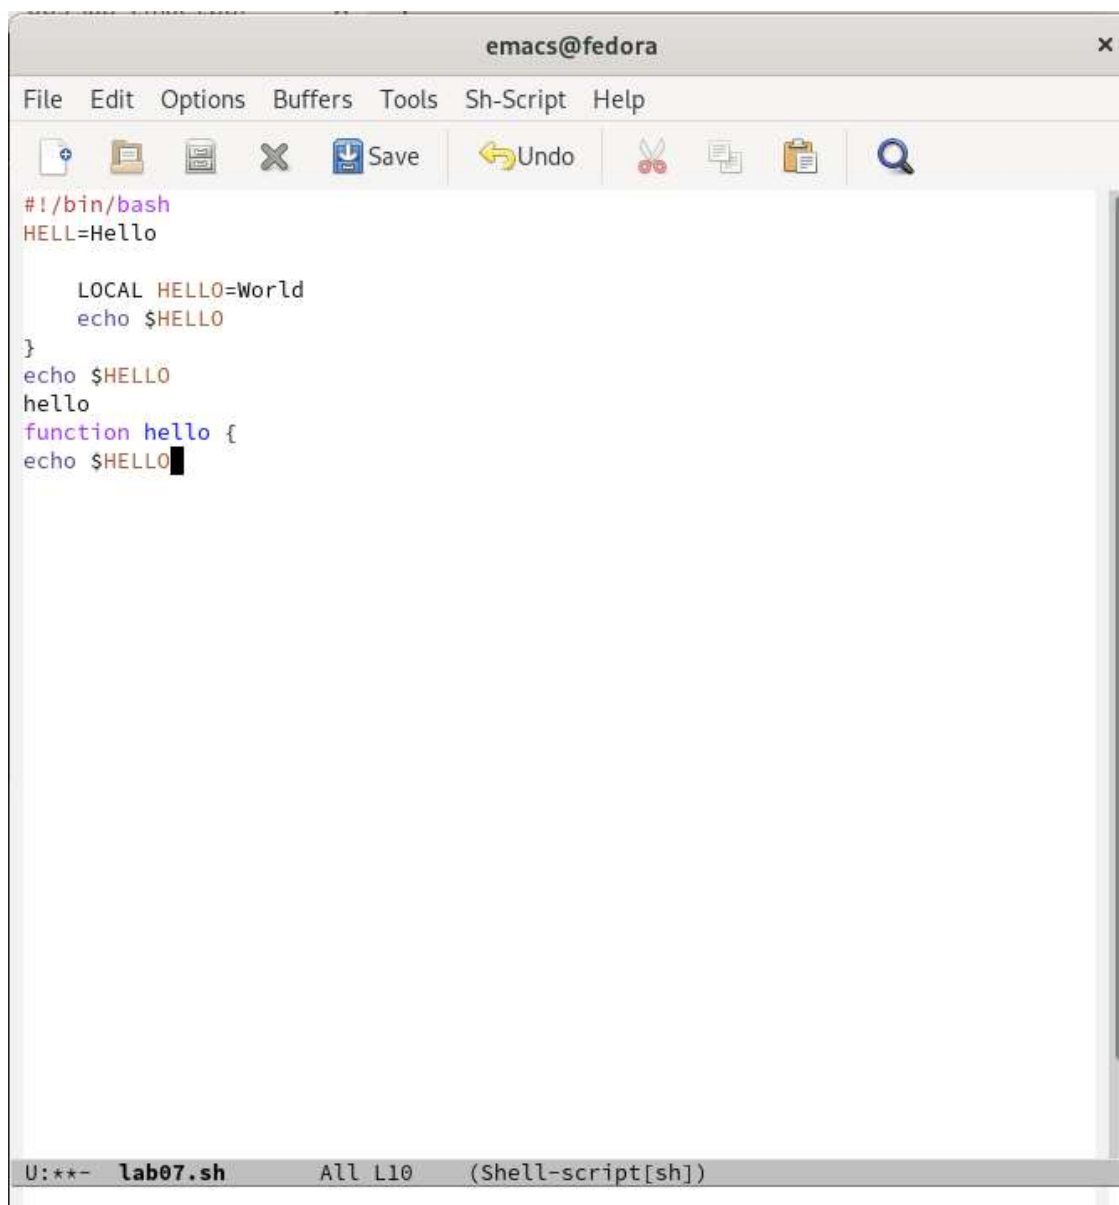 emacs@fedora ×
File Edit Options Buffers Tools Sh-Script Help
Save Undo
#!/bin/bash
HELL=Hello
    LOCAL HELLO=World
    echo $HELLO
}
echo $HELLO
hello
function hello {
echo $HELLO
U:**-  lab07.sh      All L10    (Shell-script[sh])